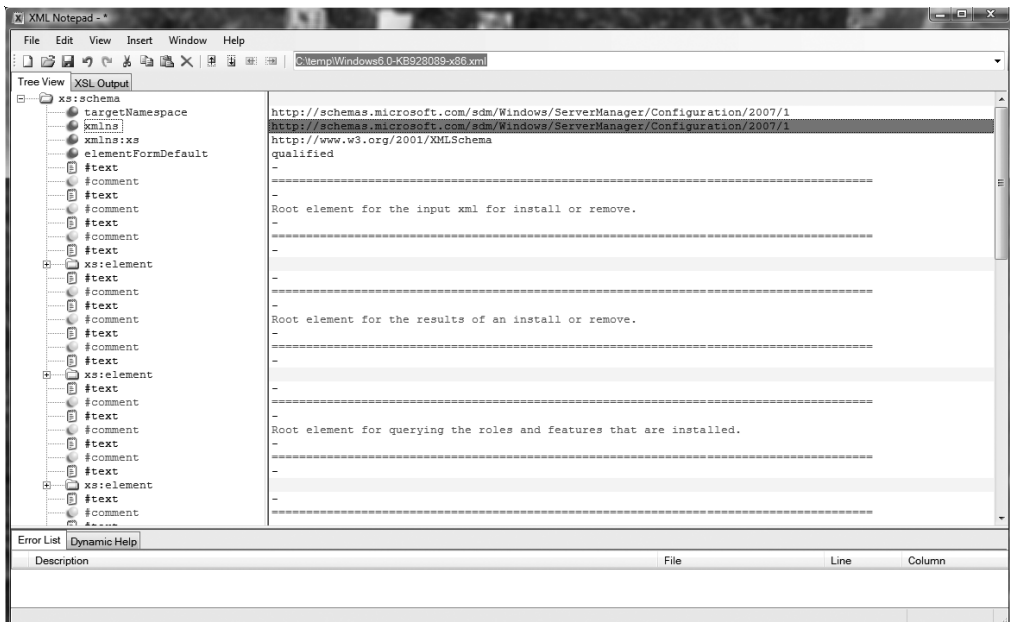 XML Notepad - *
File Edit View Insert Window Help
C:\temp\Windows6.0-KB928089-x86.xml
Tree View XSL Output
xs:schema
targetNamespace http://schemas.microsoft.com/sdm/Windows/ServerManager/Configuration/2007/1
xmlns http://schemas.microsoft.com/sdm/Windows/ServerManager/Configuration/2007/1
xmlns:xs http://www.w3.org/2001/XMLSchema
elementFormDefault qualified
#text -
#comment =======================================================================================
#text -
#comment Root element for the input xml for install or remove.
#text -
#comment =======================================================================================
#text -
xs:element
#text -
#comment =======================================================================================
#text -
#comment Root element for the results of an install or remove.
#text -
#comment =======================================================================================
#text -
xs:element
#text -
#comment =======================================================================================
#text -
#comment Root element for querying the roles and features that are installed.
#text -
#comment =======================================================================================
#text -
xs:element
#text -
#comment =======================================================================================
Error List Dynamic Help
Description File Line Column